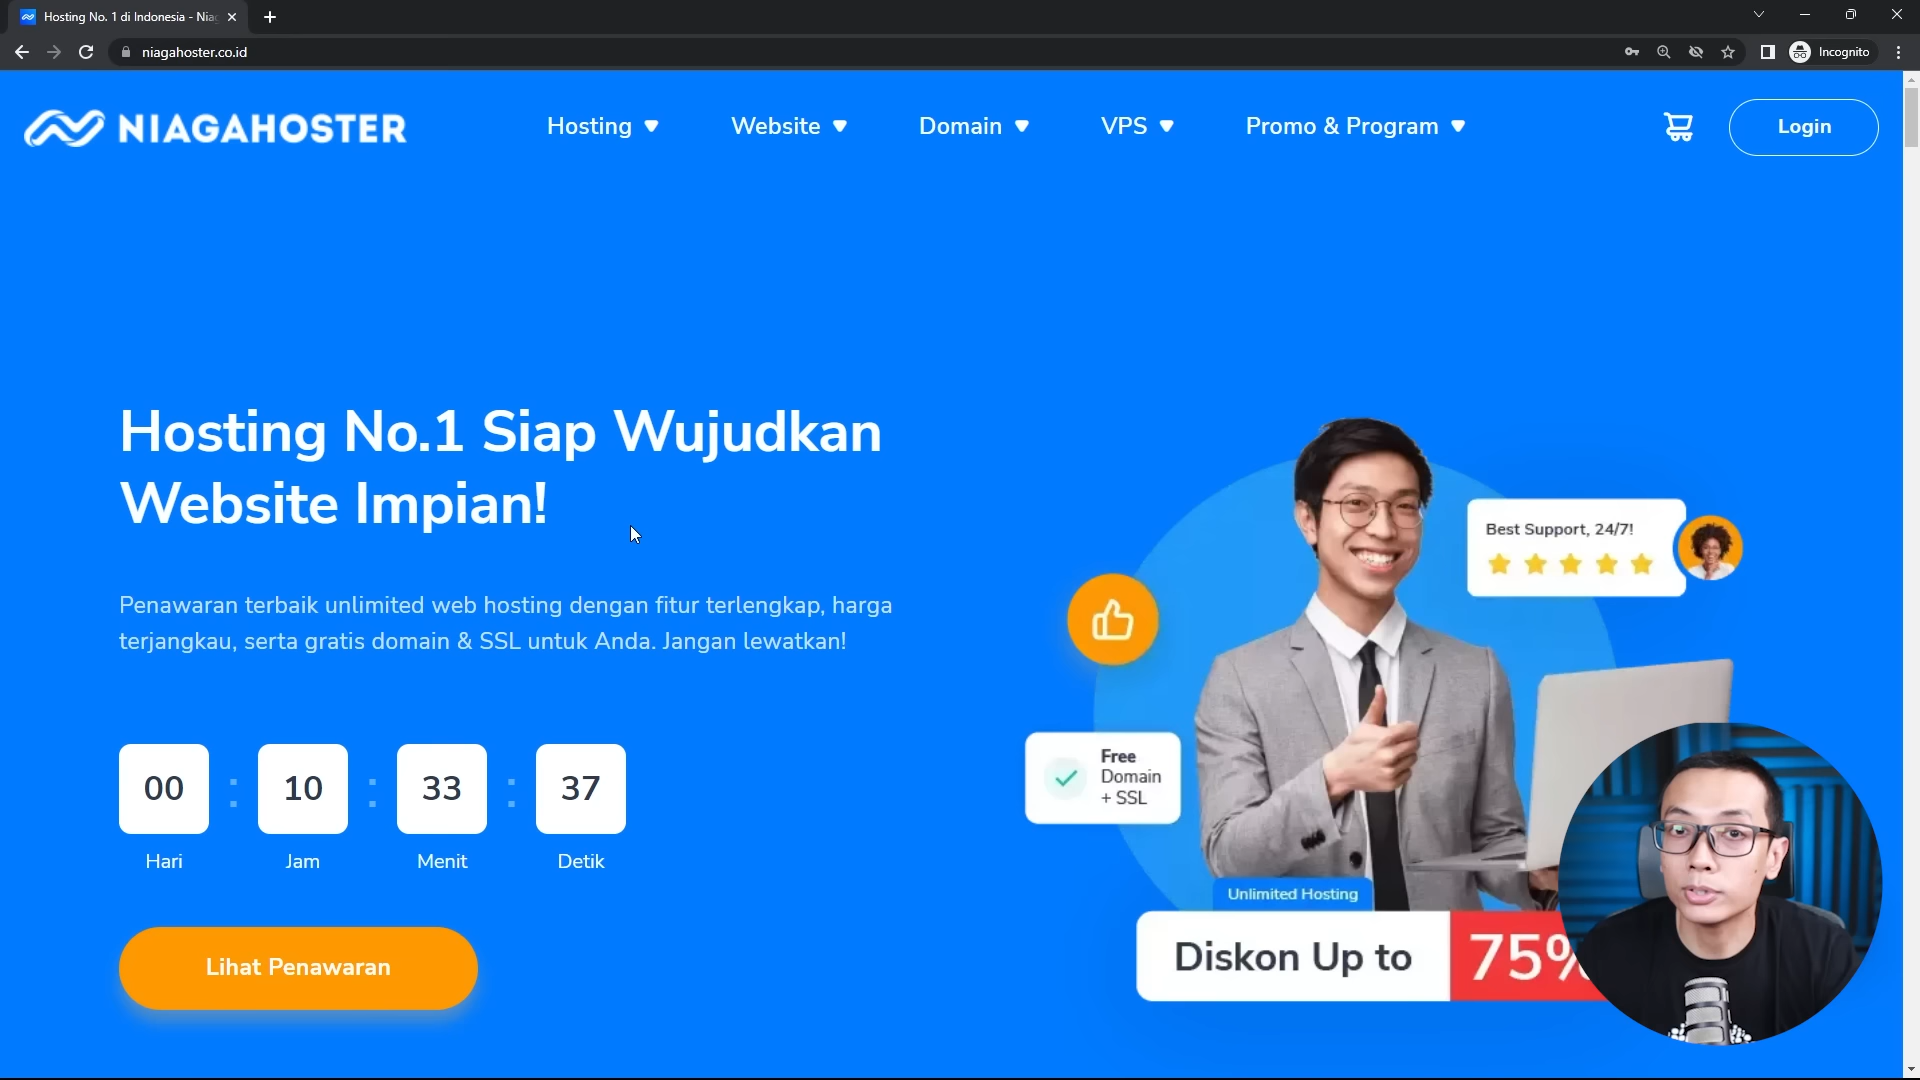 Hosting No. 1 di Indonesia - Niag
niagahoster.co.id
Incognito
NIAGAHOSTER
Hosting
Website
Domain
VPS
Promo & Program
Login
Hosting No.1 Siap Wujudkan
Website Impian!
Penawaran terbaik unlimited web hosting dengan fitur terlengkap, harga
terjangkau, serta gratis domain & SSL untuk Anda. Jangan lewatkan!
00 : 10 : 33 : 37
Hari Jam Menit Detik
Lihat Penawaran
Best Support, 24/7!
Free
Domain
+ SSL
Unlimited Hosting
Diskon Up to 75%